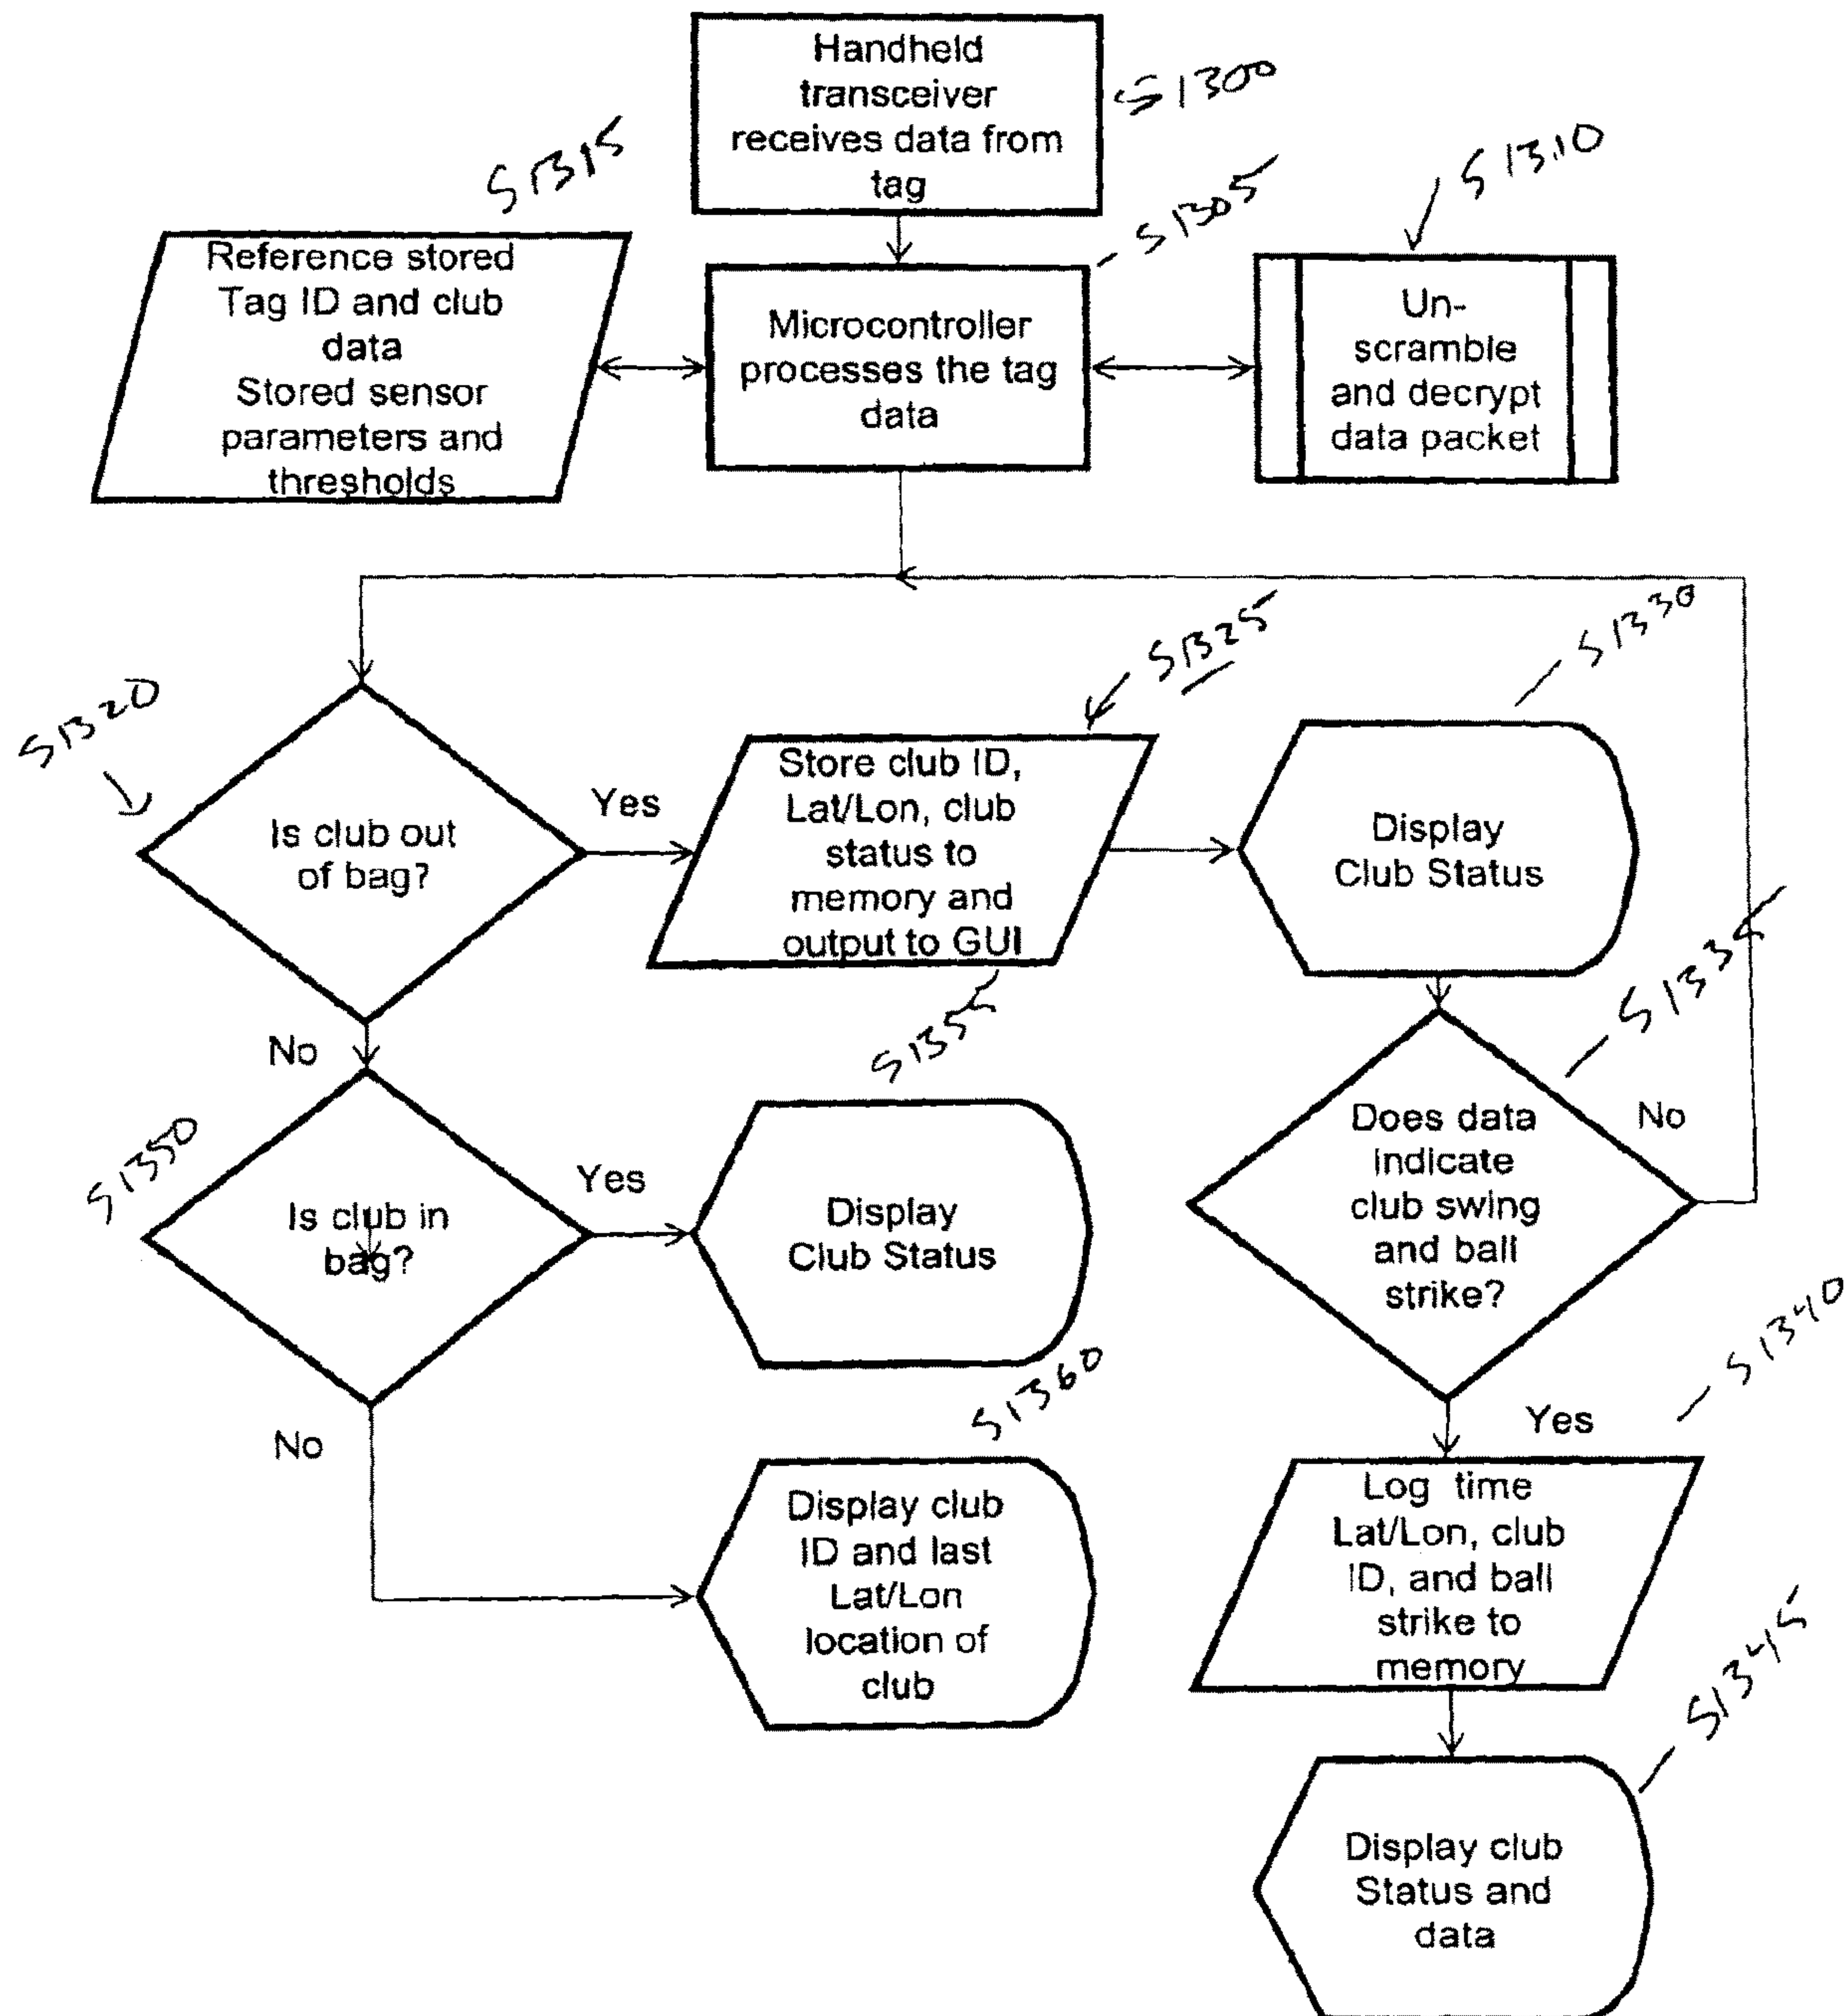 Handheld
transceiver
receives data from
tag
S1300
S1315
S1305
S1310
Reference stored
Tag ID and club
data
Stored sensor
parameters and
thresholds
Microcontroller
processes the tag
data
Un-
scramble
and decrypt
data packet
S1320
S1325
S1330
Is club out
of bag?
Yes
No
Store club ID,
Lat/Lon, club
status to
memory and
output to GUI
Display
Club Status
S1335
Does data
indicate
club swing
and ball
strike?
No
Yes
S1350
Is club in
bag?
Yes
No
S1355
Display
Club Status
S1360
Display club
ID and last
Lat/Lon
location of
club
S1340
Log time
Lat/Lon, club
ID, and ball
strike to
memory
S1345
Display club
Status and
data